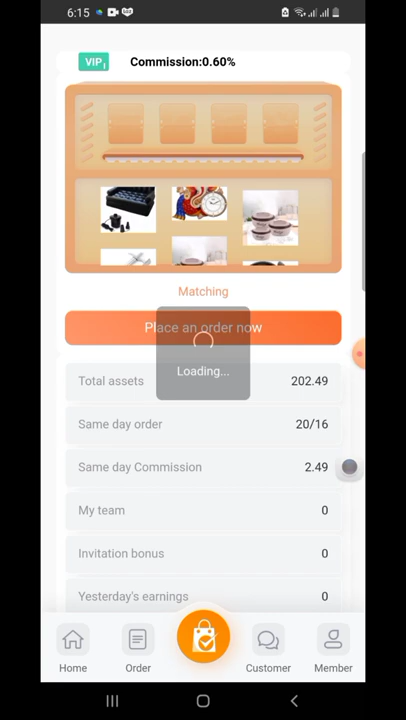 6:15
VIP1
Commission:0.60%
Matching
Place an order now
Loading...
Total assets 202.49
Same day order 20/16
Same day Commission 2.49
My team 0
Invitation bonus 0
Yesterday's earnings 0
Home Order Customer Member